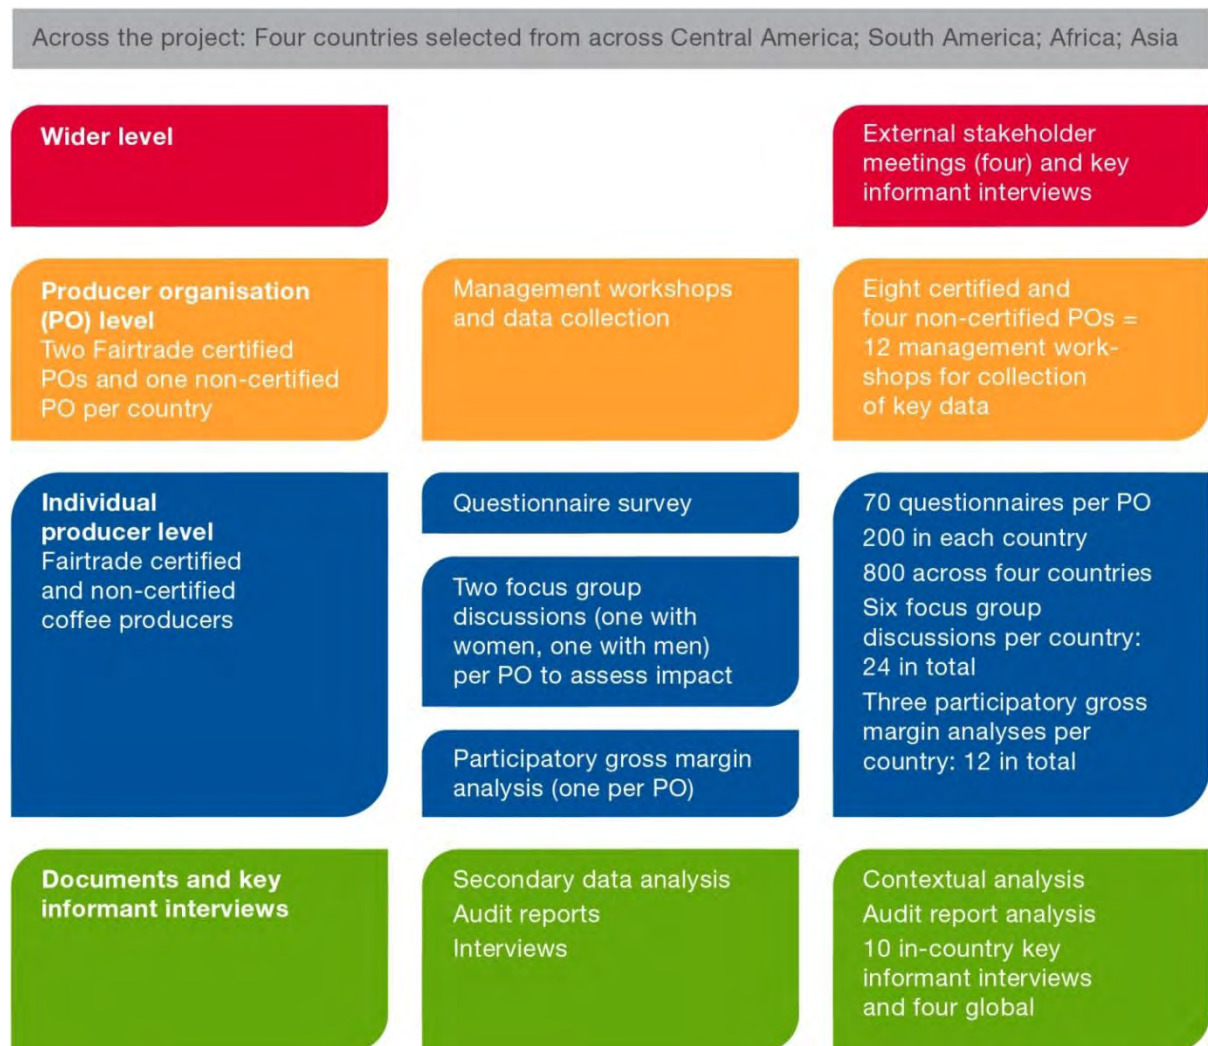 Across the project: Four countries selected from across Central America; South America; Africa; Asia
Wider level
External stakeholder
meetings (four) and key
informant interviews
Producer organisation
(PO) level
Two Fairtrade certified
POs and one non-certified
PO per country
Management workshops
and data collection
Eight certified and
four non-certified POs =
12 management work-
shops for collection
of key data
Individual
producer level
Fairtrade certified
and non-certified
coffee producers
Questionnaire survey
Two focus group
discussions (one with
women, one with men)
per PO to assess impact
Participatory gross margin
analysis (one per PO)
70 questionnaires per PO
200 in each country
800 across four countries
Six focus group
discussions per country:
24 in total
Three participatory gross
margin analyses per
country: 12 in total
Documents and key
informant interviews
Secondary data analysis
Audit reports
Interviews
Contextual analysis
Audit report analysis
10 in-country key
informant interviews
and four global